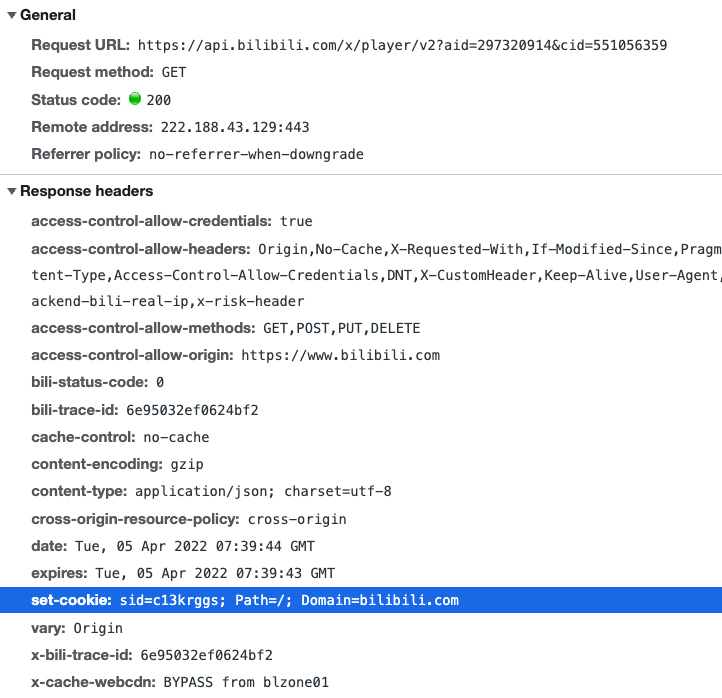 General
Request URL: https://api.bilibili.com/x/player/v2?aid=297320914&cid=551056359
Request method: GET
Status code: 200
Remote address: 222.188.43.129:443
Referrer policy: no-referrer-when-downgrade
Response headers
access-control-allow-credentials: true
access-control-allow-headers: Origin,No-Cache,X-Requested-With,If-Modified-Since,Pragm
tent-Type,Access-Control-Allow-Credentials,DNT,X-CustomHeader,Keep-Alive,User-Agent,
ackend-bili-real-ip,x-risk-header
access-control-allow-methods: GET,POST,PUT,DELETE
access-control-allow-origin: https://www.bilibili.com
bili-status-code: 0
bili-trace-id: 6e95032ef0624bf2
cache-control: no-cache
content-encoding: gzip
content-type: application/json; charset=utf-8
cross-origin-resource-policy: cross-origin
date: Tue, 05 Apr 2022 07:39:44 GMT
expires: Tue, 05 Apr 2022 07:39:43 GMT
set-cookie: sid=c13krggs; Path=/; Domain=bilibili.com
vary: Origin
x-bili-trace-id: 6e95032ef0624bf2
x-cache-webcdn: BYPASS from blzone01